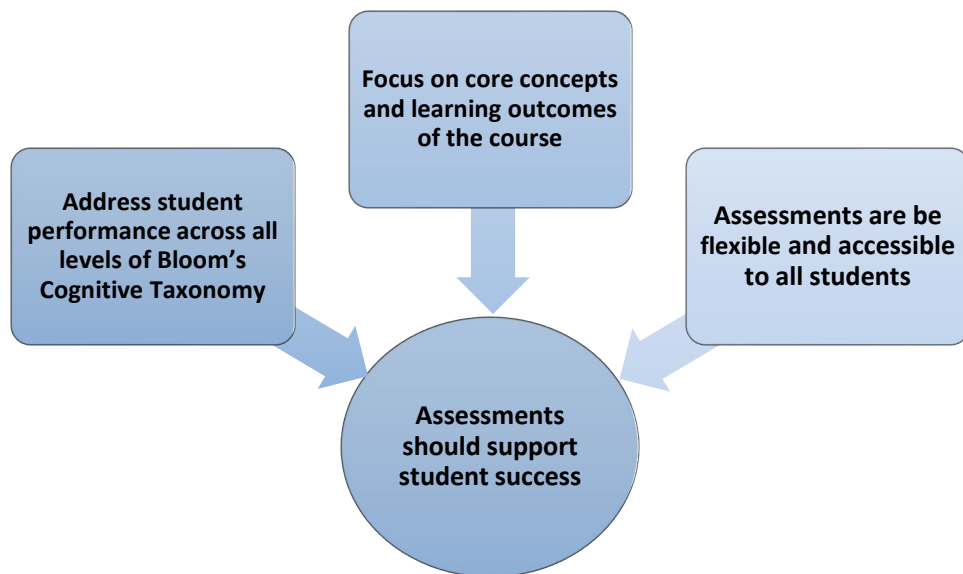 Focus on core concepts
and learning outcomes
of the course
Address student
performance across all
levels of Bloom's
Cognitive Taxonomy
Assessments are be
flexible and accessible
to all students
Assessments
should support
student success